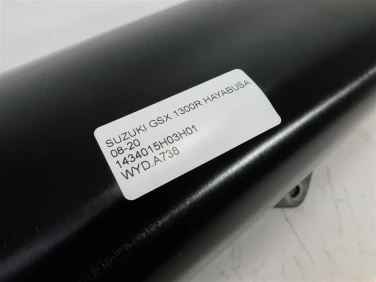 SUZUKI GSX 1300R HAYABUSA
08-20
1434015H03H01
WYD.A738